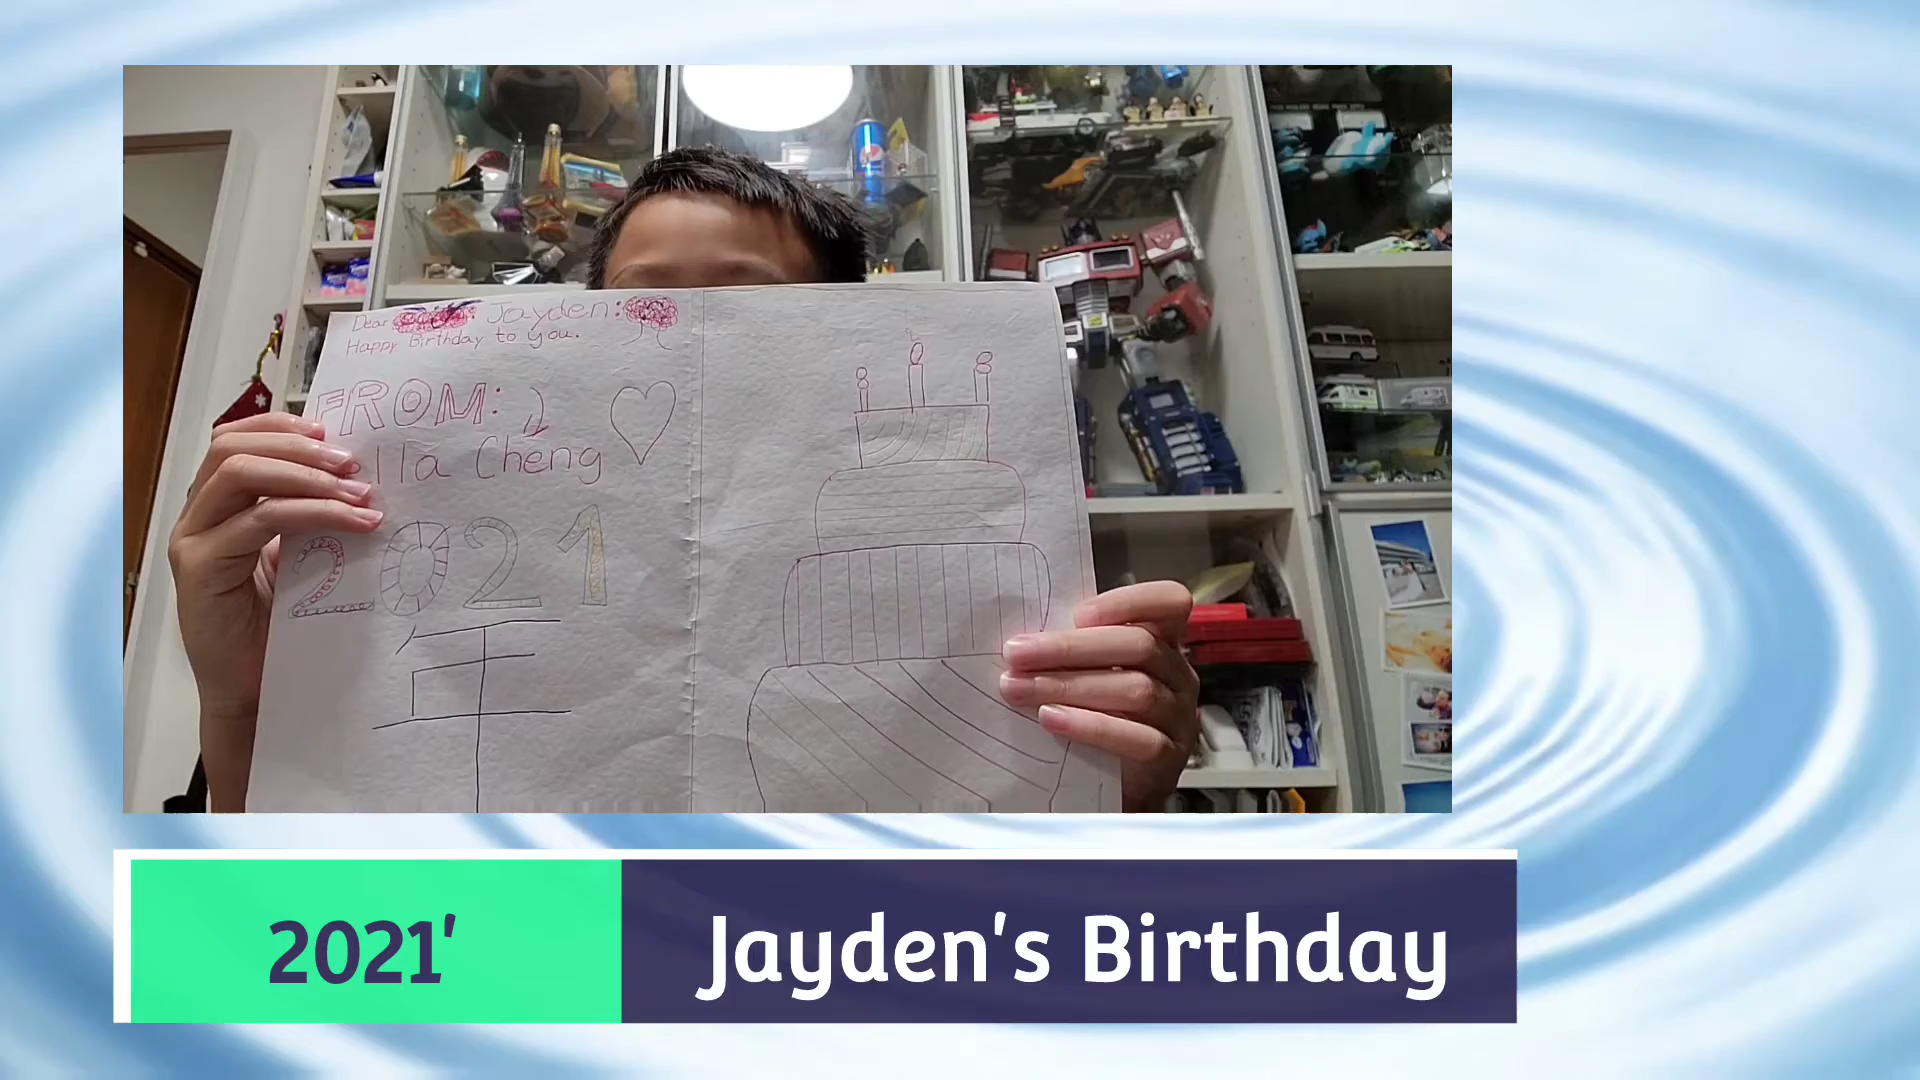 Dear Jayden:
Happy Birthday to you.
FROM:
lla Cheng
2021
年
2021'
Jayden's Birthday